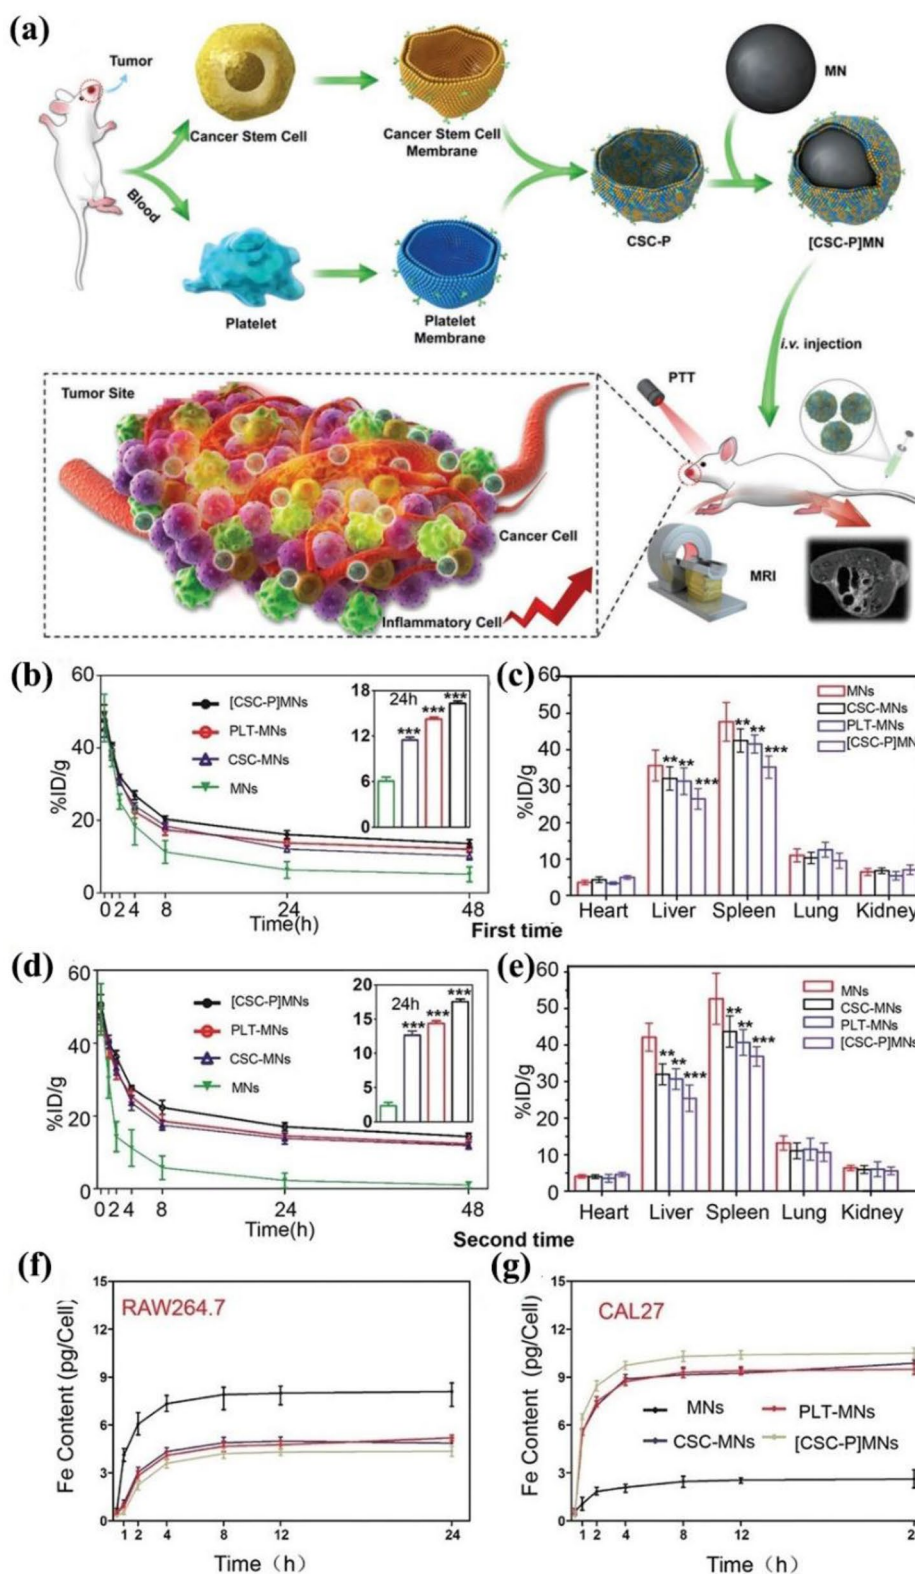 (a)
Tumor
Cancer Stem Cell
Cancer Stem Cell
Membrane
MN
Blood
CSC-P
[CSC-P]MN
Platelet
Platelet
Membrane
i.v. injection
Tumor Site
PTT
Cancer Cell
MRI
Inflammatory Cell
(b)
60
40
20
0
%ID/g
[CSC-P]MNs
PLT-MNs
CSC-MNs
MNs
18
12
6
0
24h
***
***
***
0 2 4 8 24 48
Time(h)
(c)
60
50
40
30
20
10
0
%ID/g
MNs
CSC-MNs
PLT-MNs
[CSC-P]MN
** ** ***
** ** ***
Heart Liver Spleen Lung Kidney
First time
(d)
60
40
20
0
%ID/g
[CSC-P]MNs
PLT-MNs
CSC-MNs
MNs
20
15
10
5
0
24h
***
***
***
0 2 4 8 24 48
Time(h)
(e)
60
50
40
30
20
10
0
%ID/g
MNs
CSC-MNs
PLT-MNs
[CSC-P]MNs
** ** ***
** ** ***
Heart Liver Spleen Lung Kidney
Second time
(f)
15
12
9
6
3
0
Fe Content (pg/Cell)
RAW264.7
1 2 4 8 12 24
Time（h）
(g)
15
12
9
6
3
0
Fe Content (pg/Cell)
CAL27
MNs
PLT-MNs
CSC-MNs
[CSC-P]MNs
1 2 4 8 12 2
Time（h）